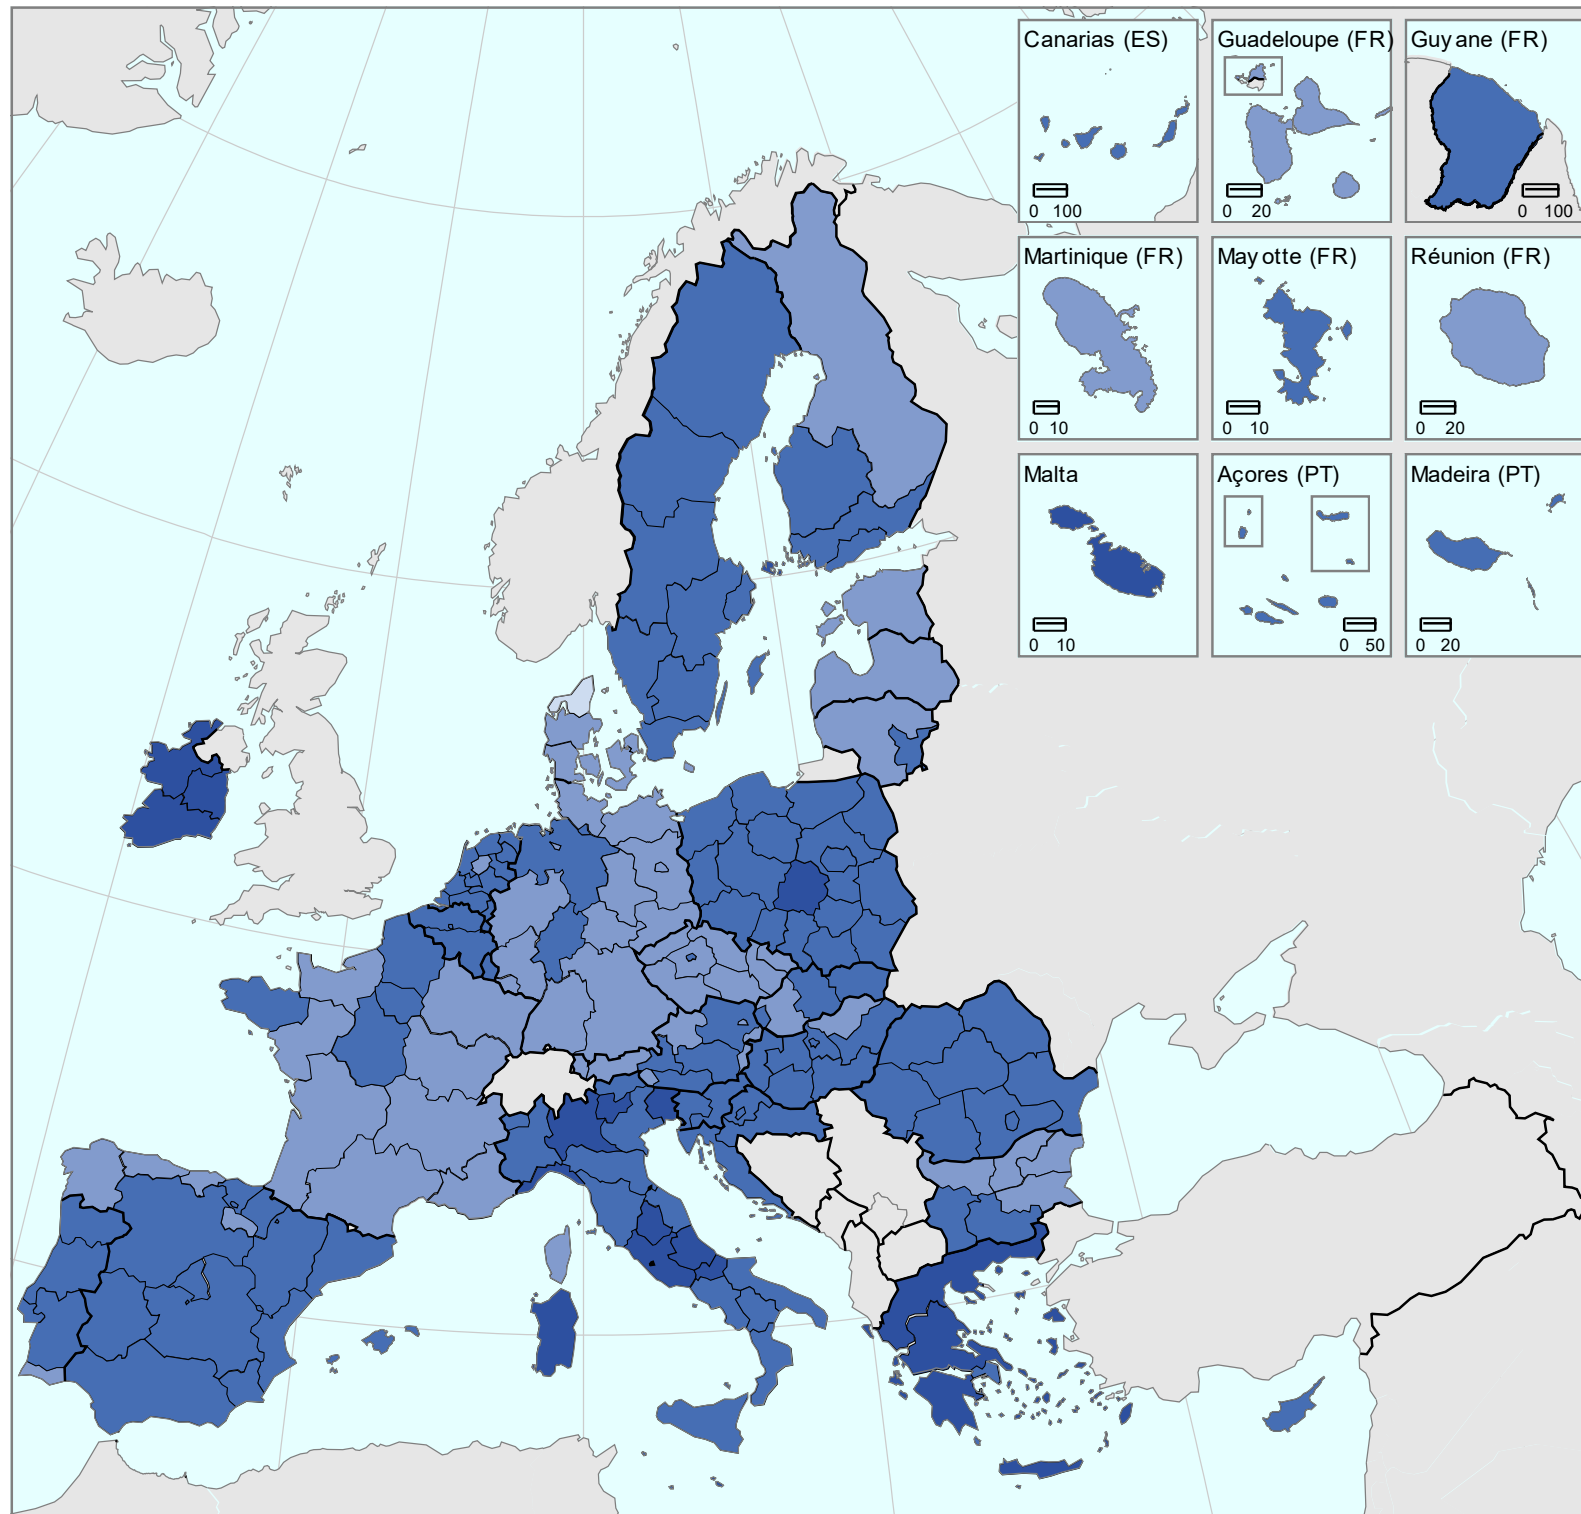 Canarias (ES)
0 100
Guadeloupe (FR)
0 20
Guyane (FR)
0 100
Martinique (FR)
0 10
Mayotte (FR)
0 10
Réunion (FR)
0 20
Malta
0 10
Açores (PT)
0 50
Madeira (PT)
0 20